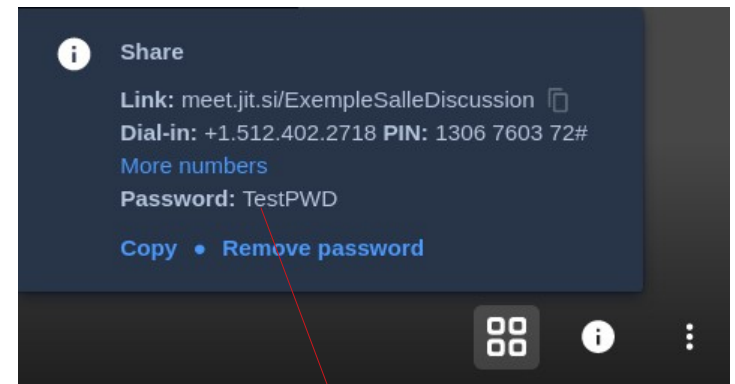 Share
Link: meet.jit.si/ExempleSalleDiscussion
Dial-in: +1.512.402.2718 PIN: 1306 7603 72#
More numbers
Password: TestPWD
Copy • Remove password